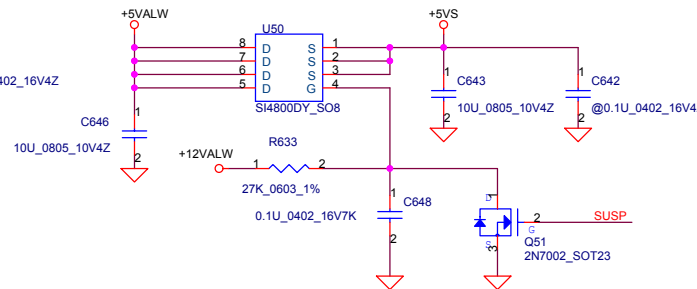 +5VALW
+5VS
U50
8 D S 1
7 D S 2
6 D S 3
5 D G 4
SI4800DY_SO8
402_16V4Z
C646
1
2
10U_0805_10V4Z
1
C643
10U_0805_10V4Z
2
1
C642
@0.1U_0402_16V4
2
+12VALW
R633
1 2
27K_0603_1%
0.1U_0402_16V7K
1
C648
2
D 1
2 SUSP
G
S 3
Q51
2N7002_SOT23